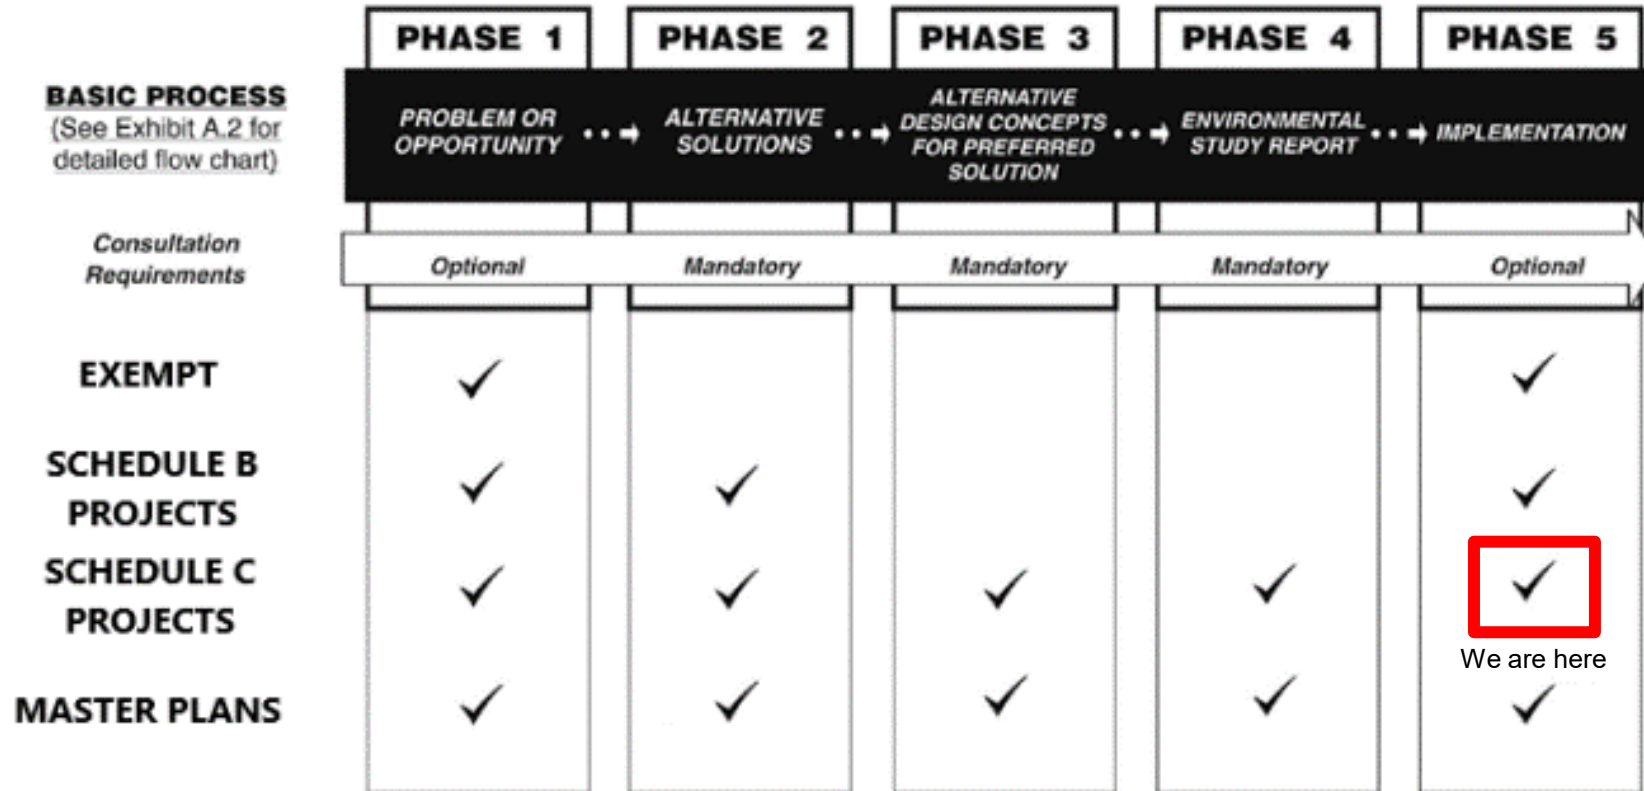 PHASE 1
PHASE 2
PHASE 3
PHASE 4
PHASE 5
BASIC PROCESS
(See Exhibit A.2 for
detailed flow chart)
PROBLEM OR
OPPORTUNITY
ALTERNATIVE
SOLUTIONS
ALTERNATIVE
DESIGN CONCEPTS
FOR PREFERRED
SOLUTION
ENVIRONMENTAL
STUDY REPORT
IMPLEMENTATION
Consultation
Requirements
Optional
Mandatory
Mandatory
Mandatory
Optional
EXEMPT
SCHEDULE B
PROJECTS
SCHEDULE C
PROJECTS
We are here
MASTER PLANS